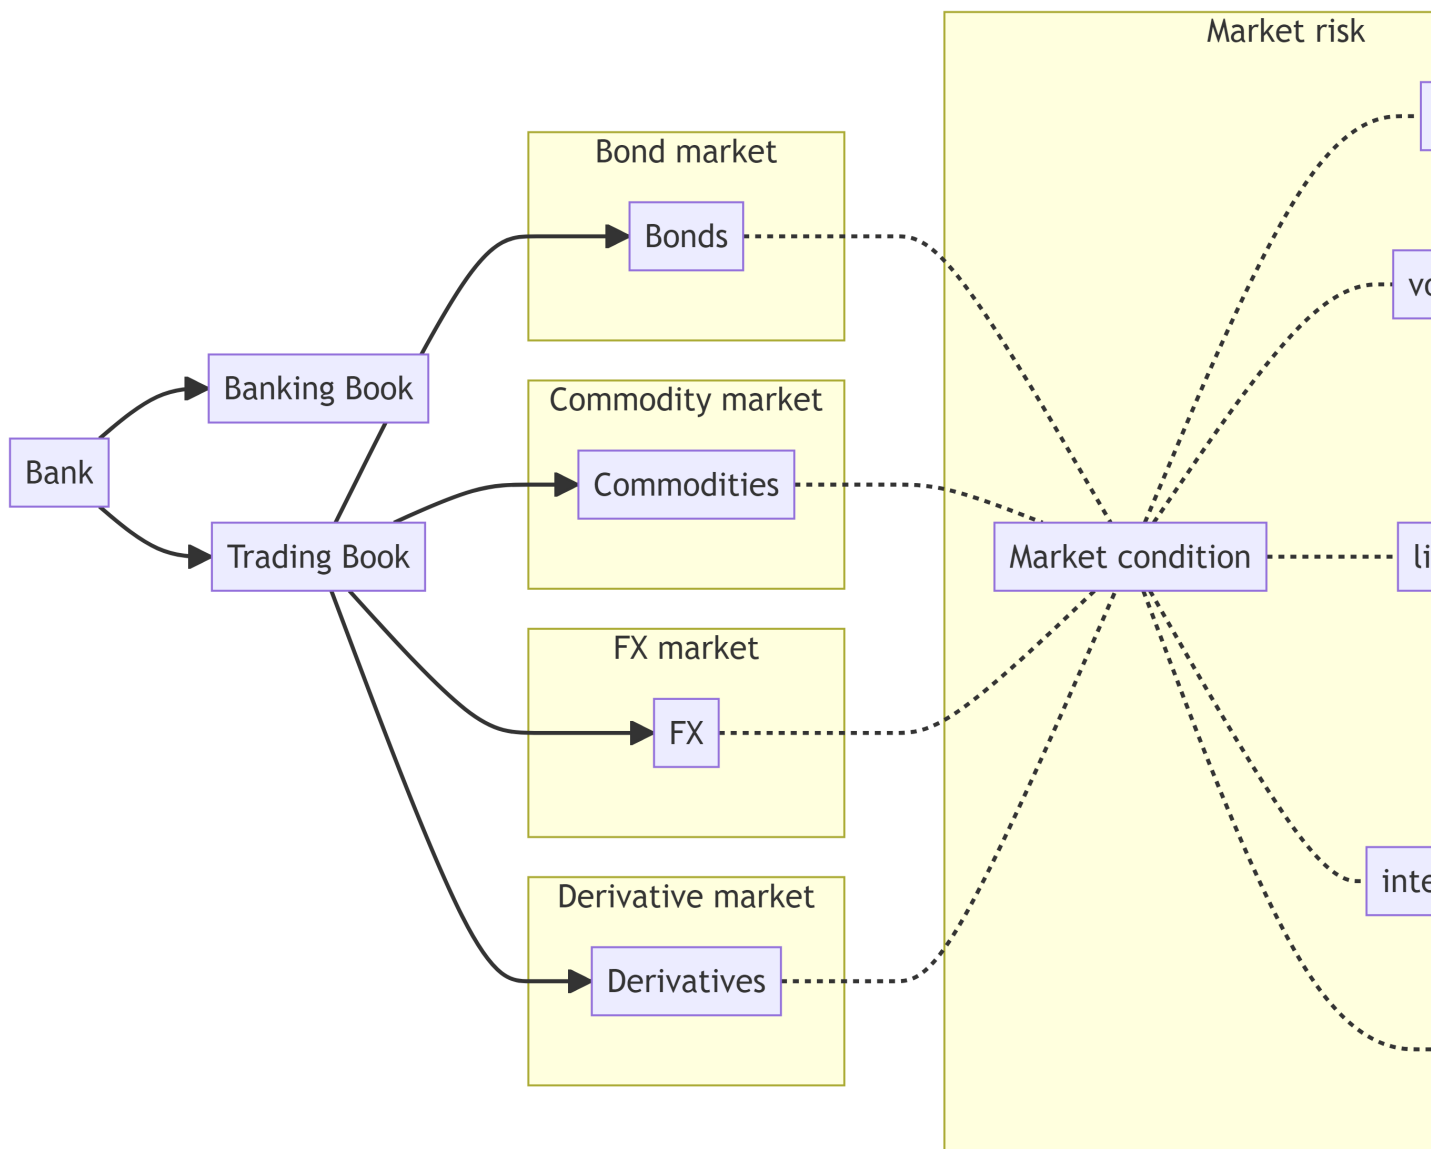 Market risk
Bond market
Bonds
Banking Book
Commodity market
Bank
Commodities
Trading Book
Market condition
FX market
FX
Derivative market
Derivatives